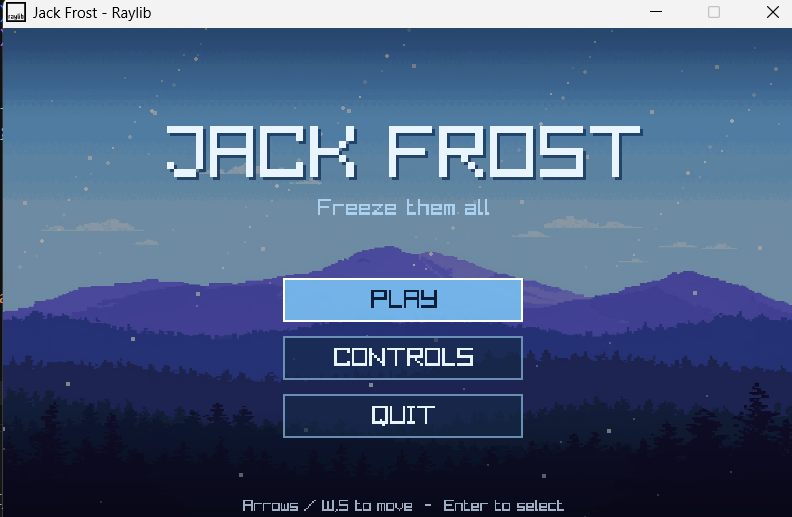 raylib
Jack Frost - Raylib
JACK FROST
Freeze them all
PLAY
CONTROLS
QUIT
Arrows / W,S to move - Enter to select